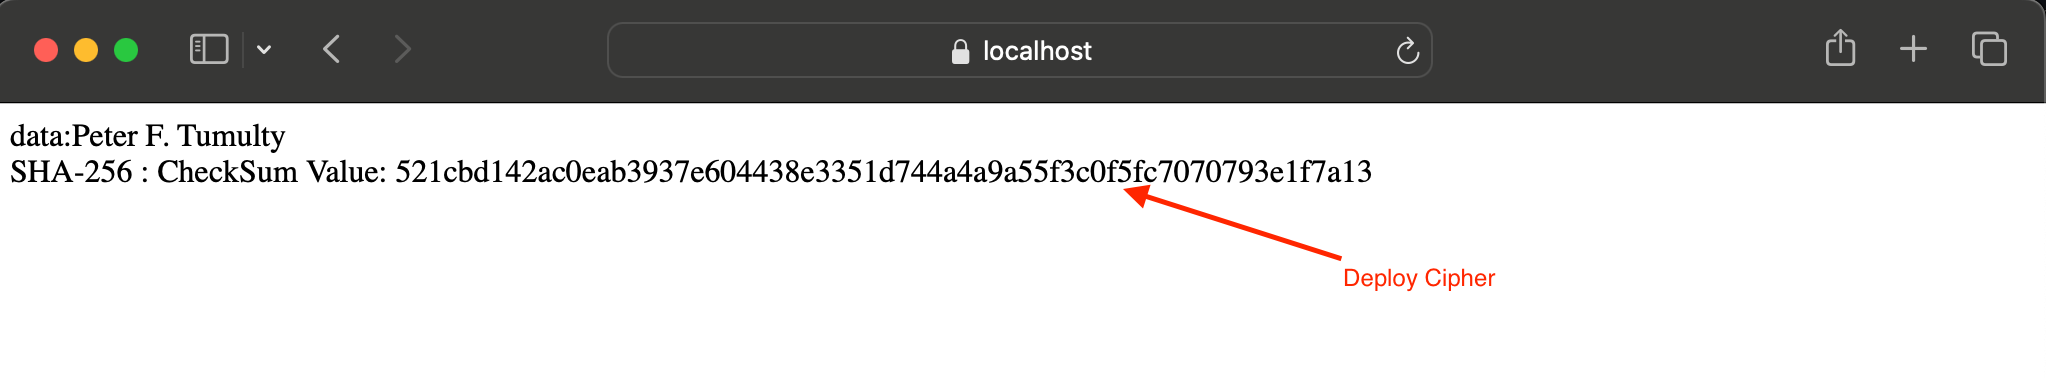 localhost
data:Peter F. Tumulty
SHA-256 : CheckSum Value: 521cbd142ac0eab3937e604438e3351d744a4a9a55f3c0f5fc7070793e1f7a13
Deploy Cipher